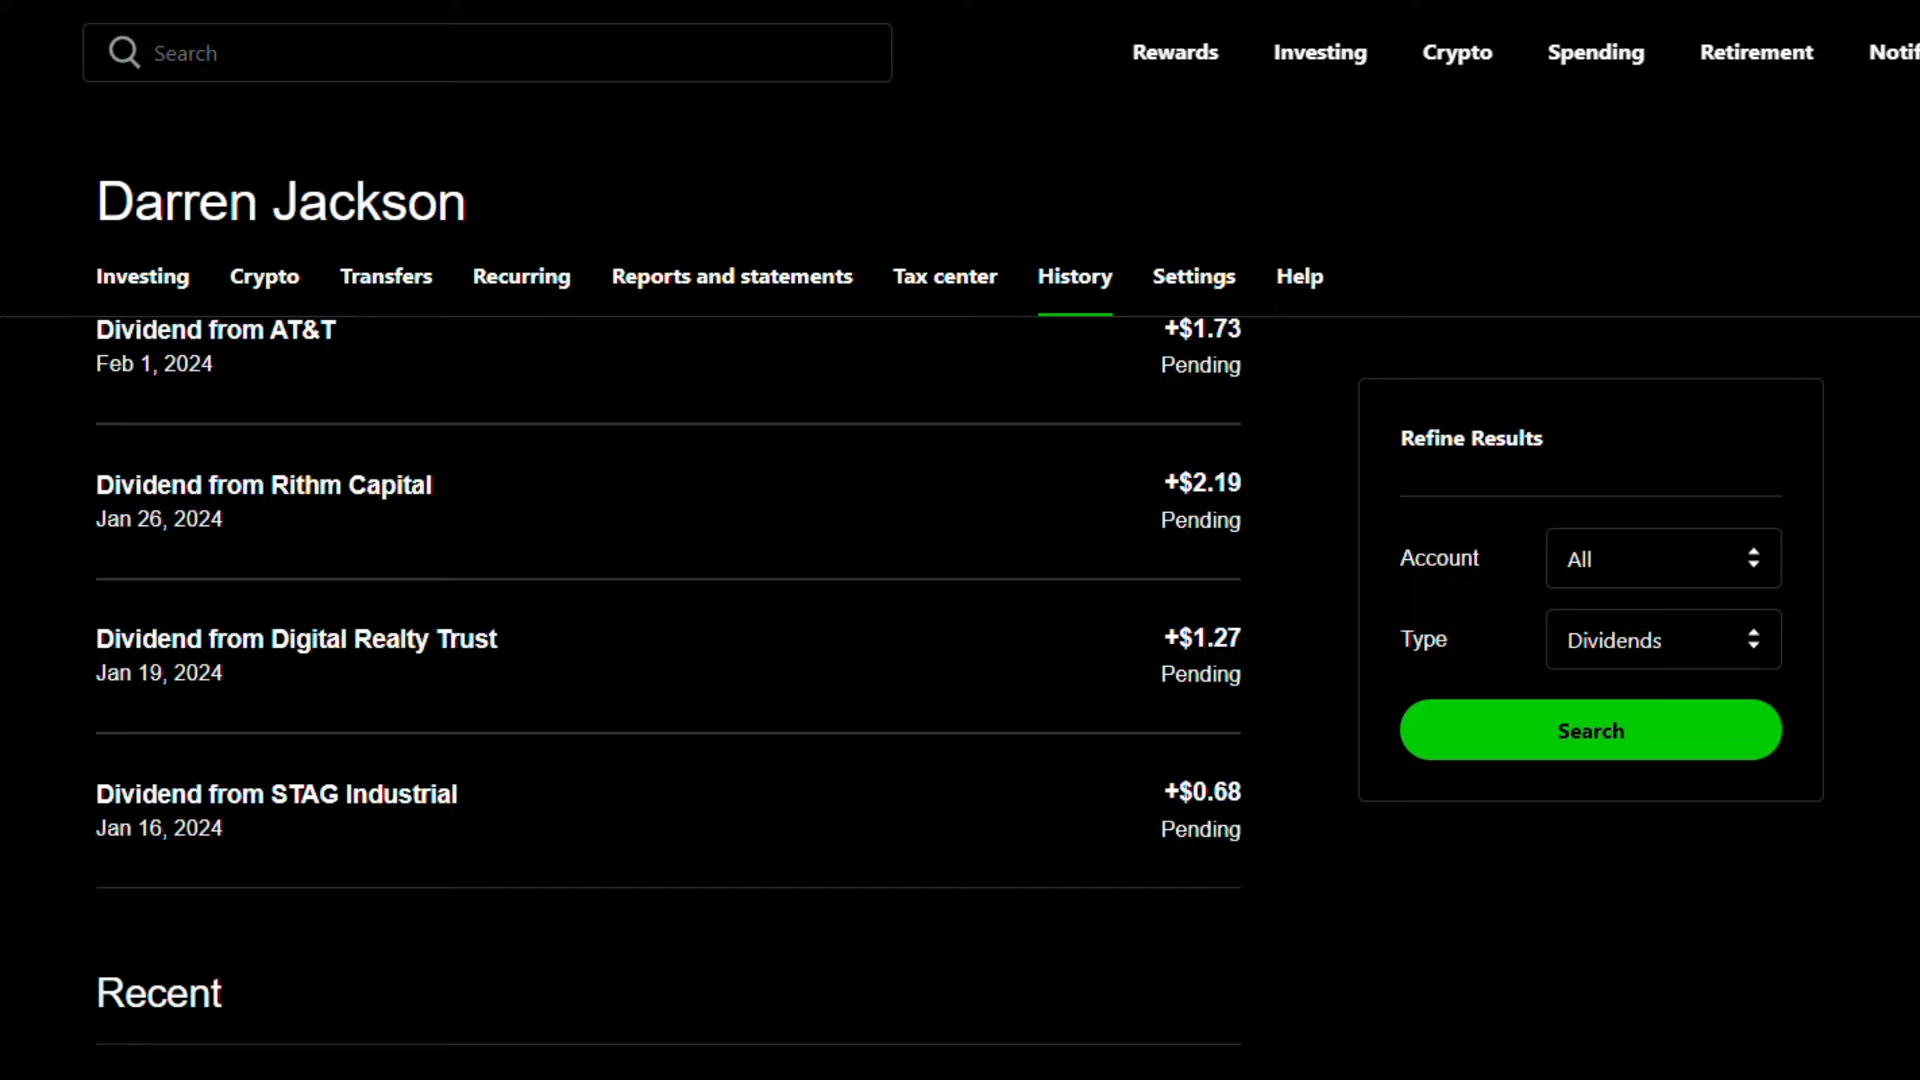 Search
Rewards
Investing
Crypto
Spending
Retirement
Darren Jackson
Investing
Crypto
Transfers
Recurring
Reports and statements
Tax center
History
Settings
Help
Dividend from AT&T
+$1.73
Feb 1, 2024
Pending
Dividend from Rithm Capital
+$2.19
Jan 26, 2024
Pending
Dividend from Digital Realty Trust
+$1.27
Jan 19, 2024
Pending
Dividend from STAG Industrial
+$0.68
Jan 16, 2024
Pending
Recent
Refine Results
Account
All
Type
Dividends
Search